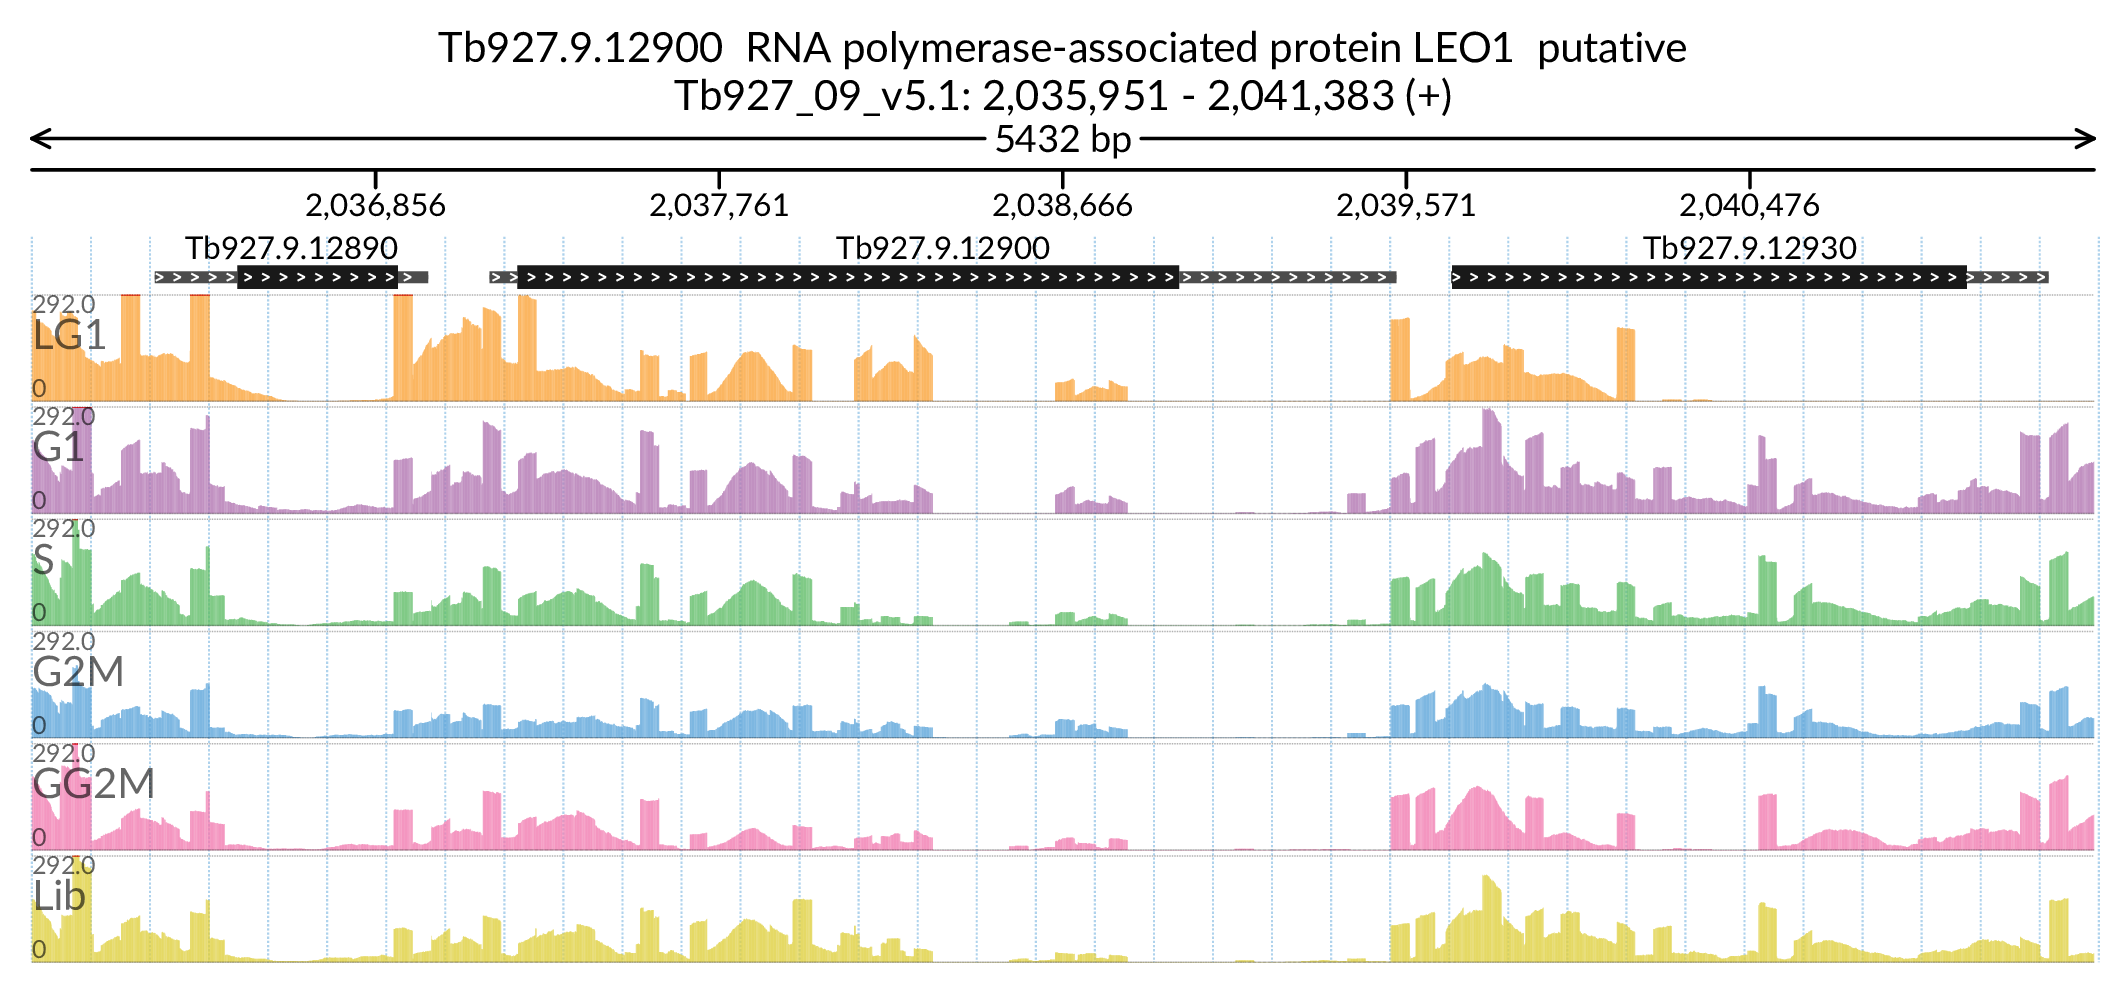 Tb927.9.12900  RNA polymerase-associated protein LEO1  putative
Tb927_09_v5.1: 2,035,951 - 2,041,383 (+)
5432 bp
2,036,856 2,037,761 2,038,666 2,039,571 2,040,476
Tb927.9.12890 Tb927.9.12900 Tb927.9.12930
292.0
LG1
0
292.0
G1
0
292.0
S
0
292.0
G2M
0
292.0
GG2M
0
292.0
Lib
0